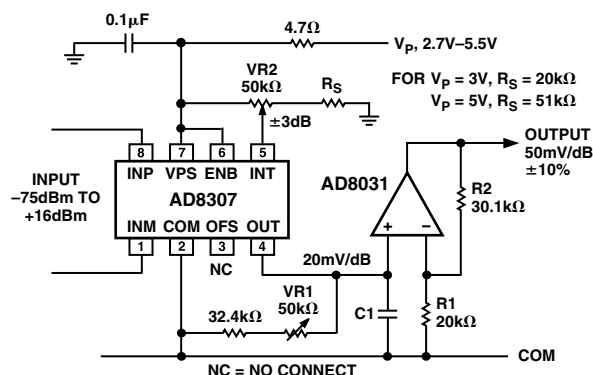 0.1µF
4.7Ω
VP, 2.7V–5.5V
VR2
50kΩ
RS
±3dB
FOR VP = 3V, RS = 20kΩ
VP = 5V, RS = 51kΩ
8 7 6 5
INP VPS ENB INT
AD8307
INM COM OFS OUT
1 2 3 4
NC
INPUT
–75dBm TO
+16dBm
AD8031
+ –
OUTPUT
50mV/dB
±10%
R2
30.1kΩ
20mV/dB
32.4kΩ
VR1
50kΩ
C1
R1
20kΩ
COM
NC = NO CONNECT